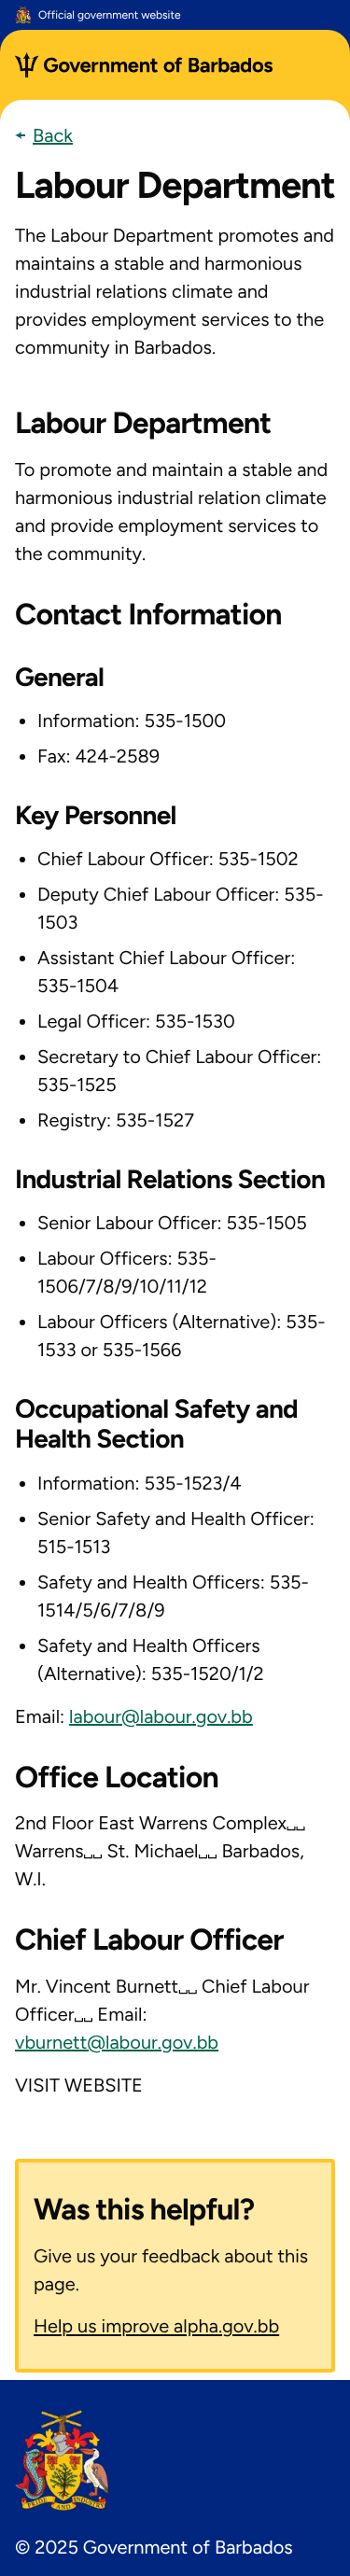 Official government website
Government of Barbados
Back
Labour Department
The Labour Department promotes and
maintains a stable and harmonious
industrial relations climate and
provides employment services to the
community in Barbados.
Labour Department
To promote and maintain a stable and
harmonious industrial relation climate
and provide employment services to
the community.
Contact Information
General
• Information: 535-1500
• Fax: 424-2589
Key Personnel
• Chief Labour Officer: 535-1502
• Deputy Chief Labour Officer: 535-
1503
• Assistant Chief Labour Officer:
535-1504
• Legal Officer: 535-1530
• Secretary to Chief Labour Officer:
535-1525
• Registry: 535-1527
Industrial Relations Section
• Senior Labour Officer: 535-1505
• Labour Officers: 535-
1506/7/8/9/10/11/12
• Labour Officers (Alternative): 535-
1533 or 535-1566
Occupational Safety and
Health Section
• Information: 535-1523/4
• Senior Safety and Health Officer:
515-1513
• Safety and Health Officers: 535-
1514/5/6/7/8/9
• Safety and Health Officers
(Alternative): 535-1520/1/2
Email: labour@labour.gov.bb
Office Location
2nd Floor East Warrens Complex␣␣
Warrens␣␣ St. Michael␣␣ Barbados,
W.I.
Chief Labour Officer
Mr. Vincent Burnett␣␣ Chief Labour
Officer␣␣ Email:
vburnett@labour.gov.bb
VISIT WEBSITE
Was this helpful?
Give us your feedback about this
page.
Help us improve alpha.gov.bb
PRIDE AND INDUSTRY
© 2025 Government of Barbados